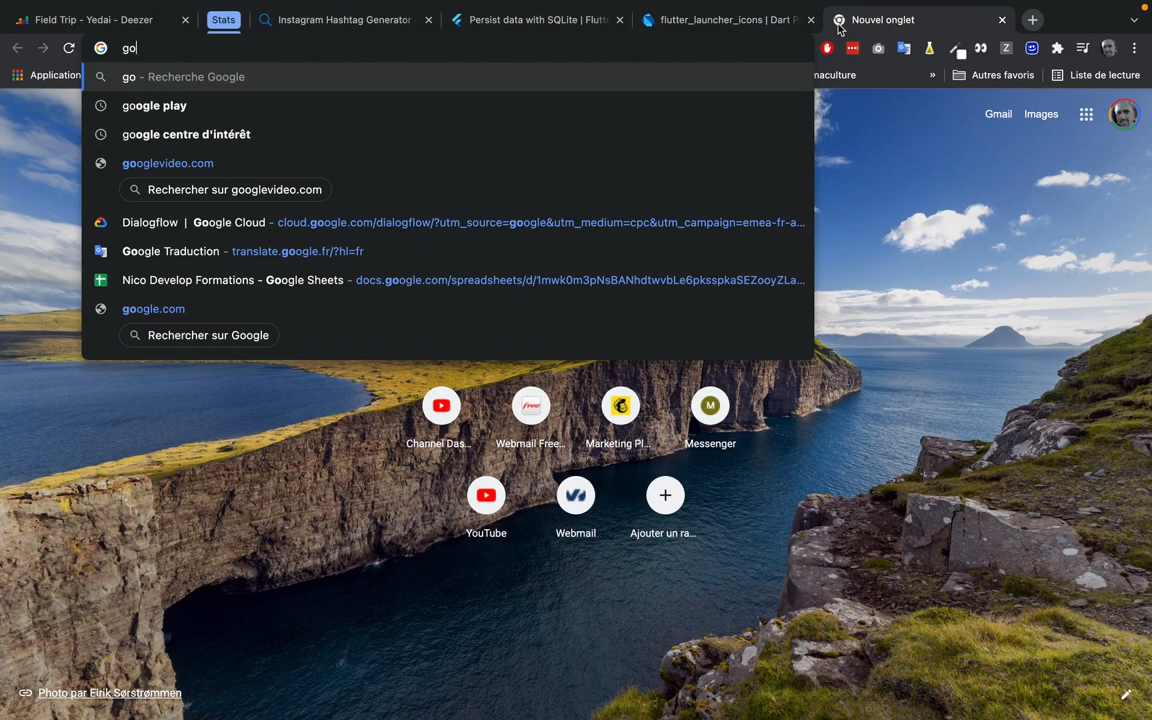 Field Trip - Yedai - Deezer
Stats
Instagram Hashtag Generator
Persist data with SQLite | Flutt
flutter_launcher_icons | Dart P
Nouvel onglet
go
Application
maculture
»
Autres favoris
Liste de lecture
go - Recherche Google
google play
google centre d'intérêt
googlevideo.com
Rechercher sur googlevideo.com
Dialogflow | Google Cloud - cloud.google.com/dialogflow/?utm_source=google&utm_medium=cpc&utm_campaign=emea-fr-a...
Google Traduction - translate.google.fr/?hl=fr
Nico Develop Formations - Google Sheets - docs.google.com/spreadsheets/d/1mwk0m3pNsBANhdtwvbLe6pksspkaSEZooyZLa...
google.com
Rechercher sur Google
Gmail
Images
Channel Das...
free
Webmail Free...
Marketing Pl...
M
Messenger
YouTube
Webmail
Ajouter un ra...
Photo par Eirik Sørstrømmen